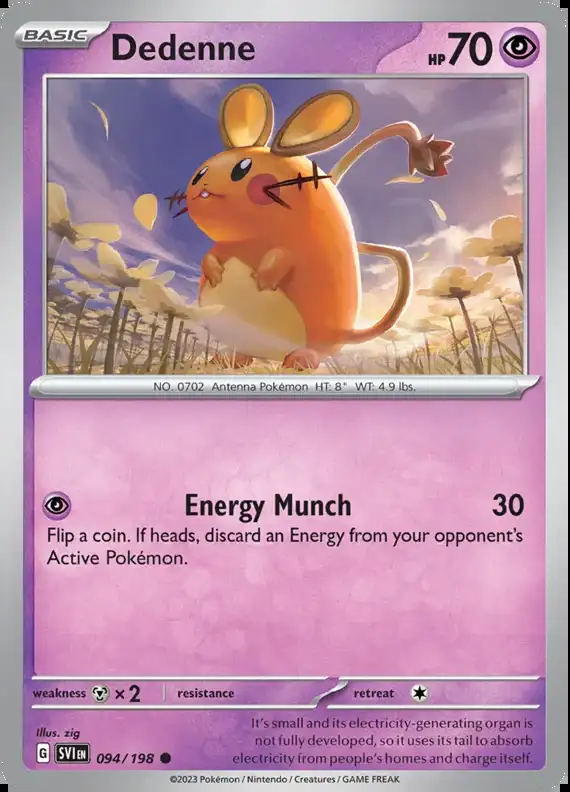 BASIC
Dedenne
HP 70
NO. 0702 Antenna Pokémon HT: 8" WT: 4.9 lbs.
Energy Munch 30
Flip a coin. If heads, discard an Energy from your opponent's
Active Pokémon.
weakness ×2 resistance retreat
Illus. zig
G SVI EN 094/198
It's small and its electricity-generating organ is
not fully developed, so it uses its tail to absorb
electricity from people's homes and charge itself.
©2023 Pokémon / Nintendo / Creatures / GAME FREAK